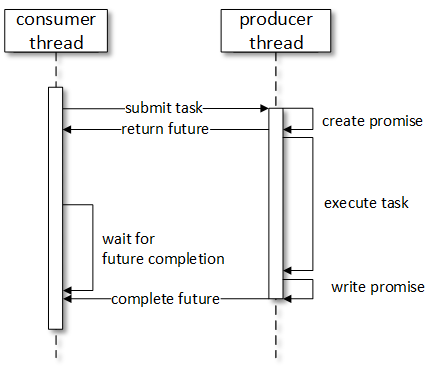 consumer
thread
producer
thread
submit task
create promise
return future
execute task
wait for
future completion
write promise
complete future